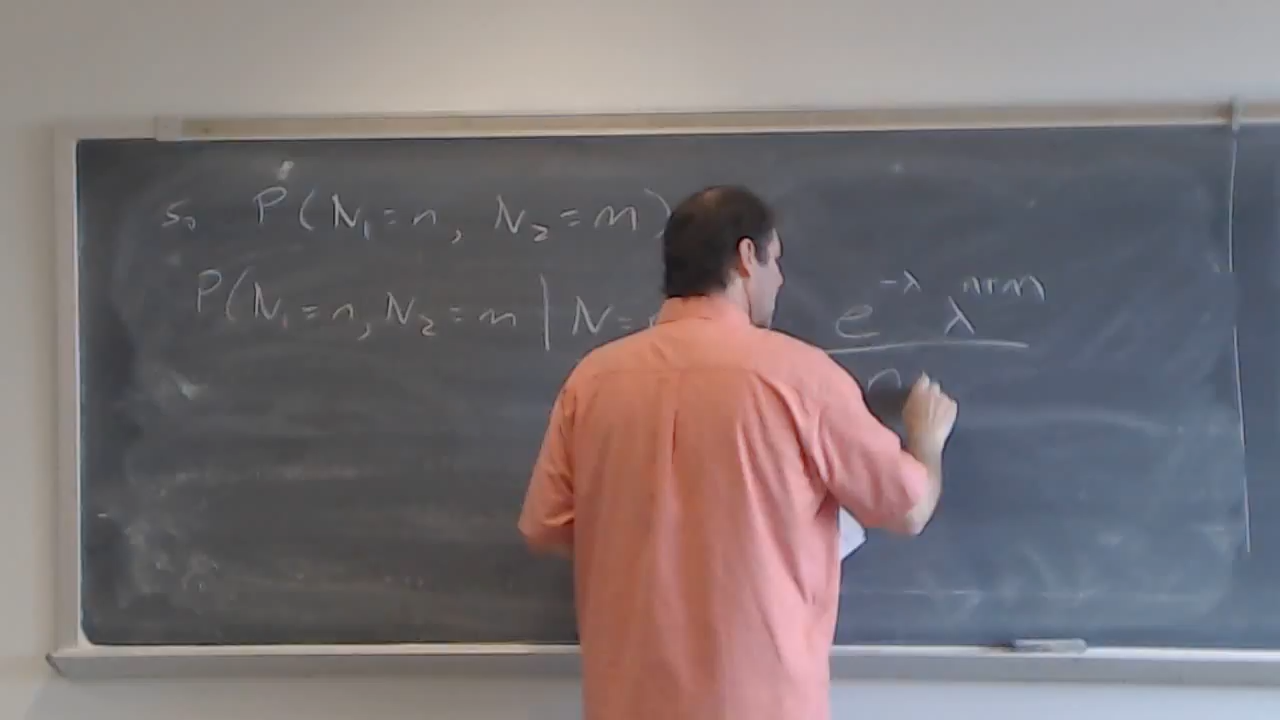 So P(N₁ = n, N₂ = m)
P(N₁ = n, N₂ = m | N = e^{-λ} λ^{n+m}
n